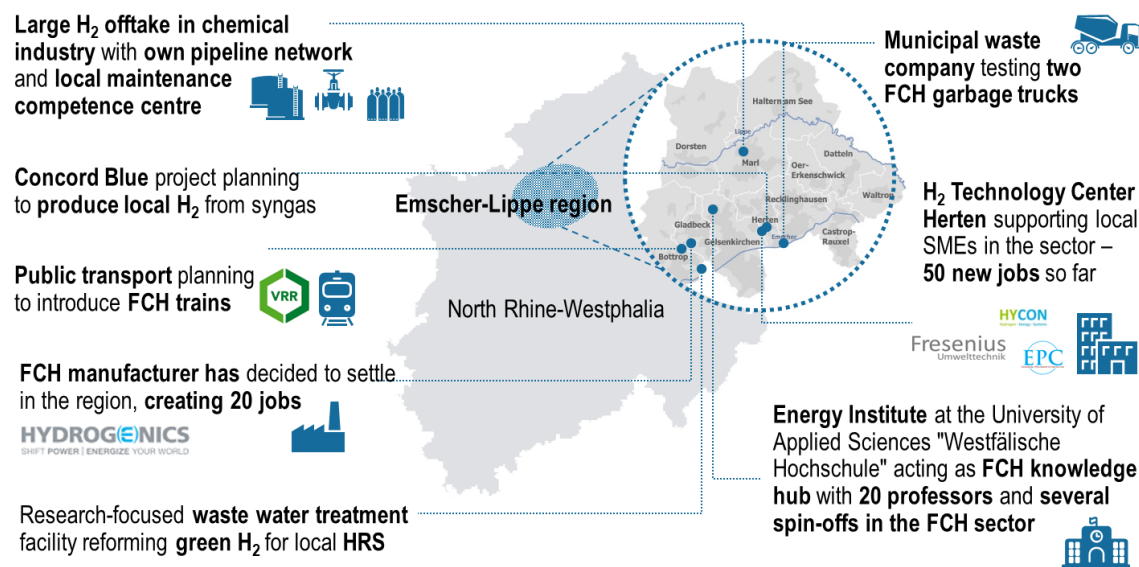 Large H₂ offtake in chemical
industry with own pipeline network
and local maintenance
competence centre
Concord Blue project planning
to produce local H₂ from syngas
Public transport planning
to introduce FCH trains
VRR
FCH manufacturer has decided to settle
in the region, creating 20 jobs
HYDROGENICS
SHIFT POWER | ENERGIZE YOUR WORLD
Research-focused waste water treatment
facility reforming green H₂ for local HRS
Emscher-Lippe region
North Rhine-Westphalia
Haltern am See
Lippe
Dorsten
Marl
Datteln
Oer-
Erkenschwick
Waltrop
Recklinghausen
Gladbeck
Herten
Emscher
Castrop-
Rauxel
Gelsenkirchen
Bottrop
Municipal waste
company testing two
FCH garbage trucks
H₂ Technology Center
Herten supporting local
SMEs in the sector –
50 new jobs so far
HYCON
Fresenius
Umwelttechnik
EPC
Energy Institute at the University of
Applied Sciences "Westfälische
Hochschule" acting as FCH knowledge
hub with 20 professors and several
spin-offs in the FCH sector